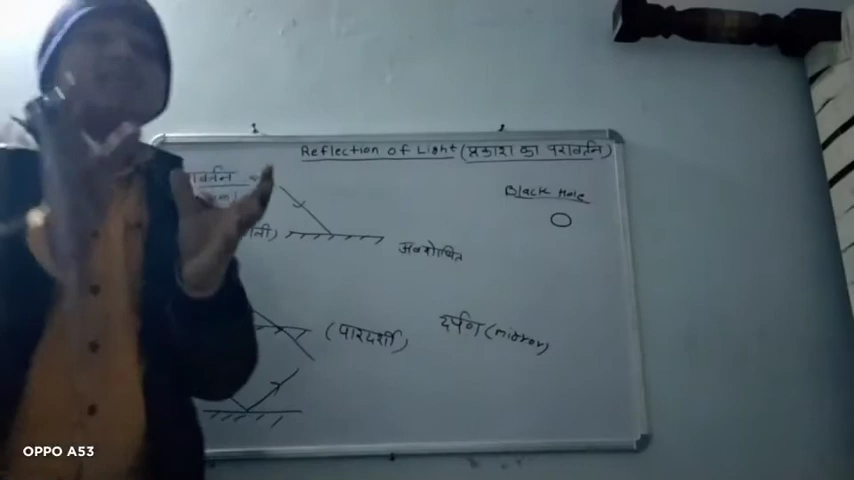 Reflection of Light (प्रकाश का परावर्तन)
Black Hole
अवशोषित
(पारदर्शी)
दर्पण (mirror)
OPPO A53